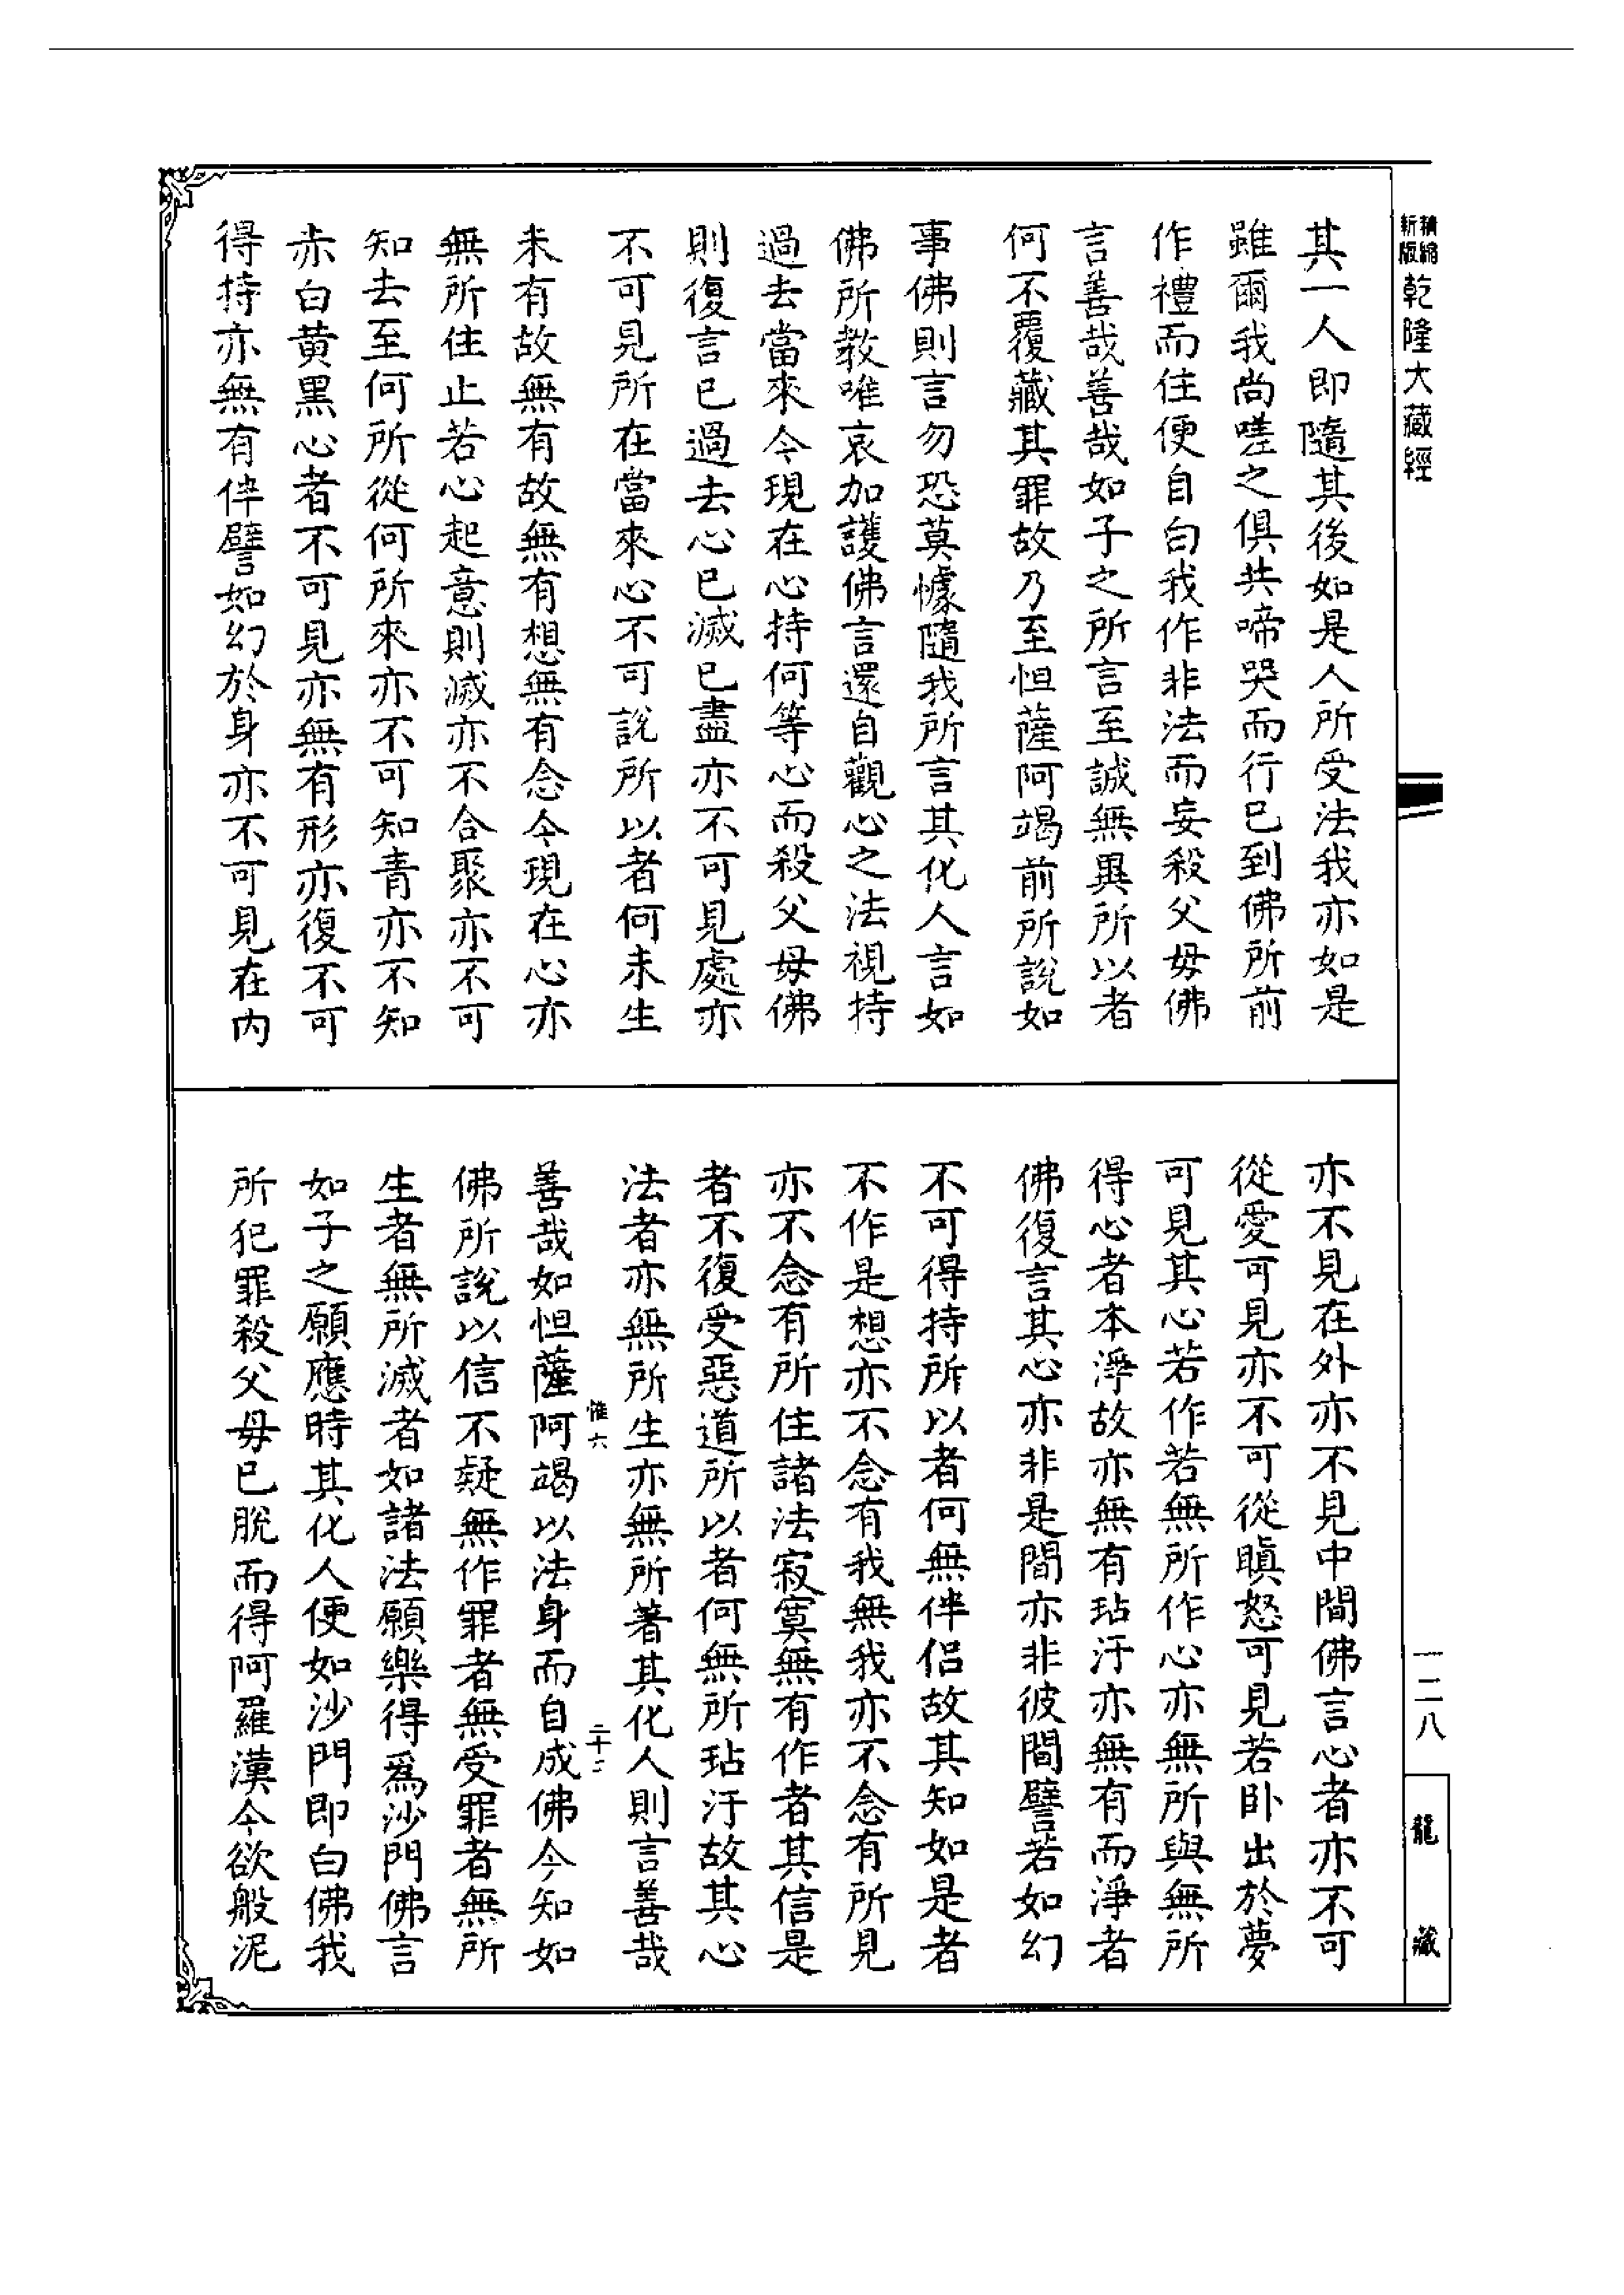 精縮新版乾隆大藏經
其一人即隨其後如是人所受法我亦如是
雖爾我尚嗟之俱共啼哭而行已到佛所前
作禮而住便自白我作非法而妄殺父母佛
言善哉善哉如子之所言至誠無異所以者
何不覆藏其罪故乃至怛薩阿竭前所說如
事佛則言勿恐莫懅隨我所言其化人言如
佛所教唯哀加護佛言還自觀心之法視持
過去當來今現在心持何等心而殺父母佛
則復言已過去心已滅已盡亦不可見處亦
不可見所在當來心不可說所以者何未生
未有故無有故無有想無有念今現在心亦
無所住止若心起意則滅亦不合聚亦不可
知去至何所從何所來亦不可知青亦不知
赤白黃黑心者不可見亦無有形亦復不可
得持亦無有伴譬如幻於身亦不可見在內
亦不見在外亦不見中間佛言心者亦不可
從愛可見亦不可從瞋怒可見若臥出於夢
可見其心若作若無所作心亦無所與無所
得心者本淨故亦無有玷汙亦無有而淨者
佛復言其心亦非是間亦非彼間譬若如幻
不可得持所以者何無伴侶故其知如是者
不作是想亦不念有我無我亦不念有所見
亦不念有所住諸法寂寞無有作者其信是
者不復受惡道所以者何無所玷汙故其心
法者亦無所生亦無所著其化人則言善哉
惟六 二十二
善哉如怛薩阿竭以法身而自成佛今知如
佛所說以信不疑無作罪者無受罪者無所
生者無所滅者如諸法願樂得為沙門佛言
如子之願應時其化人便如沙門即白佛我
所犯罪殺父母已脫而得阿羅漢今欲般泥
一二八
龍藏